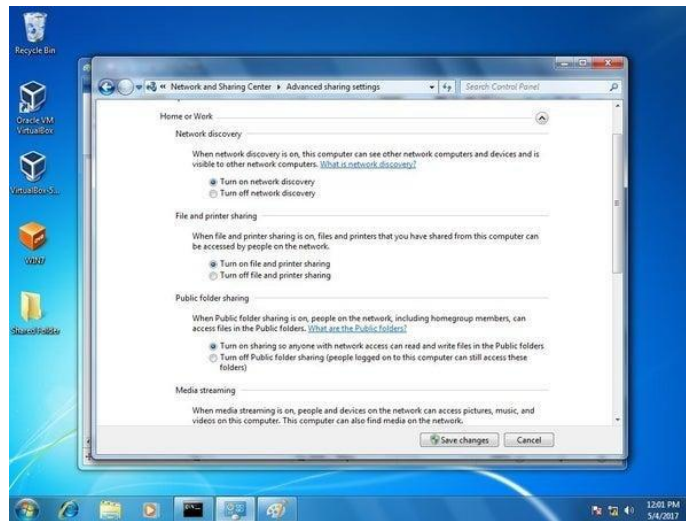 Recycle Bin
Network and Sharing Center ▸ Advanced sharing settings
Search Control Panel
Home or Work
Oracle VM
VirtualBox
Network discovery
When network discovery is on, this computer can see other network computers and devices and is
visible to other network computers. What is network discovery?
Turn on network discovery
Turn off network discovery
VirtualBox-5...
File and printer sharing
When file and printer sharing is on, files and printers that you have shared from this computer can
be accessed by people on the network.
Turn on file and printer sharing
Turn off file and printer sharing
WIN7
Public folder sharing
When Public folder sharing is on, people on the network, including homegroup members, can
access files in the Public folders. What are the Public folders?
Shared Folder
Turn on sharing so anyone with network access can read and write files in the Public folders
Turn off Public folder sharing (people logged on to this computer can still access these
folders)
Media streaming
When media streaming is on, people and devices on the network can access pictures, music, and
videos on this computer. This computer can also find media on the network.
Save changes
Cancel
12:01 PM
5/4/2017